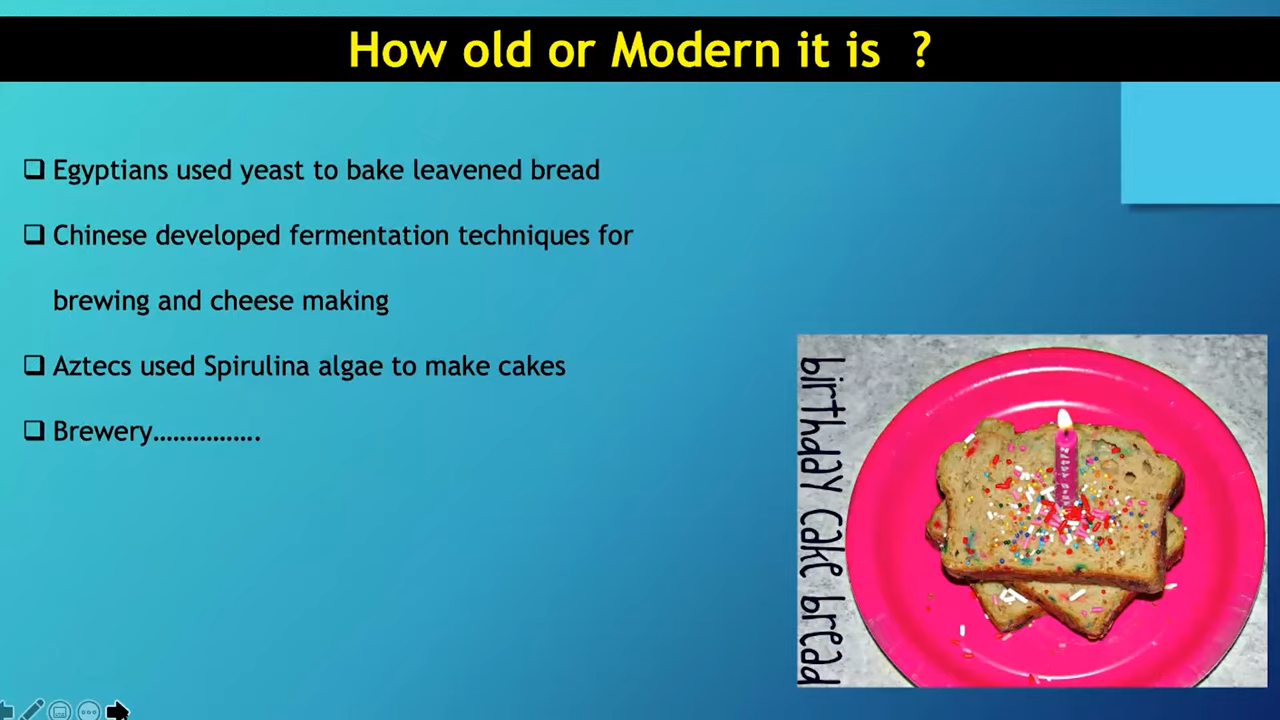 How old or Modern it is ?
❑ Egyptians used yeast to bake leavened bread
❑ Chinese developed fermentation techniques for
brewing and cheese making
❑ Aztecs used Spirulina algae to make cakes
❑ Brewery................
birthday cake bread